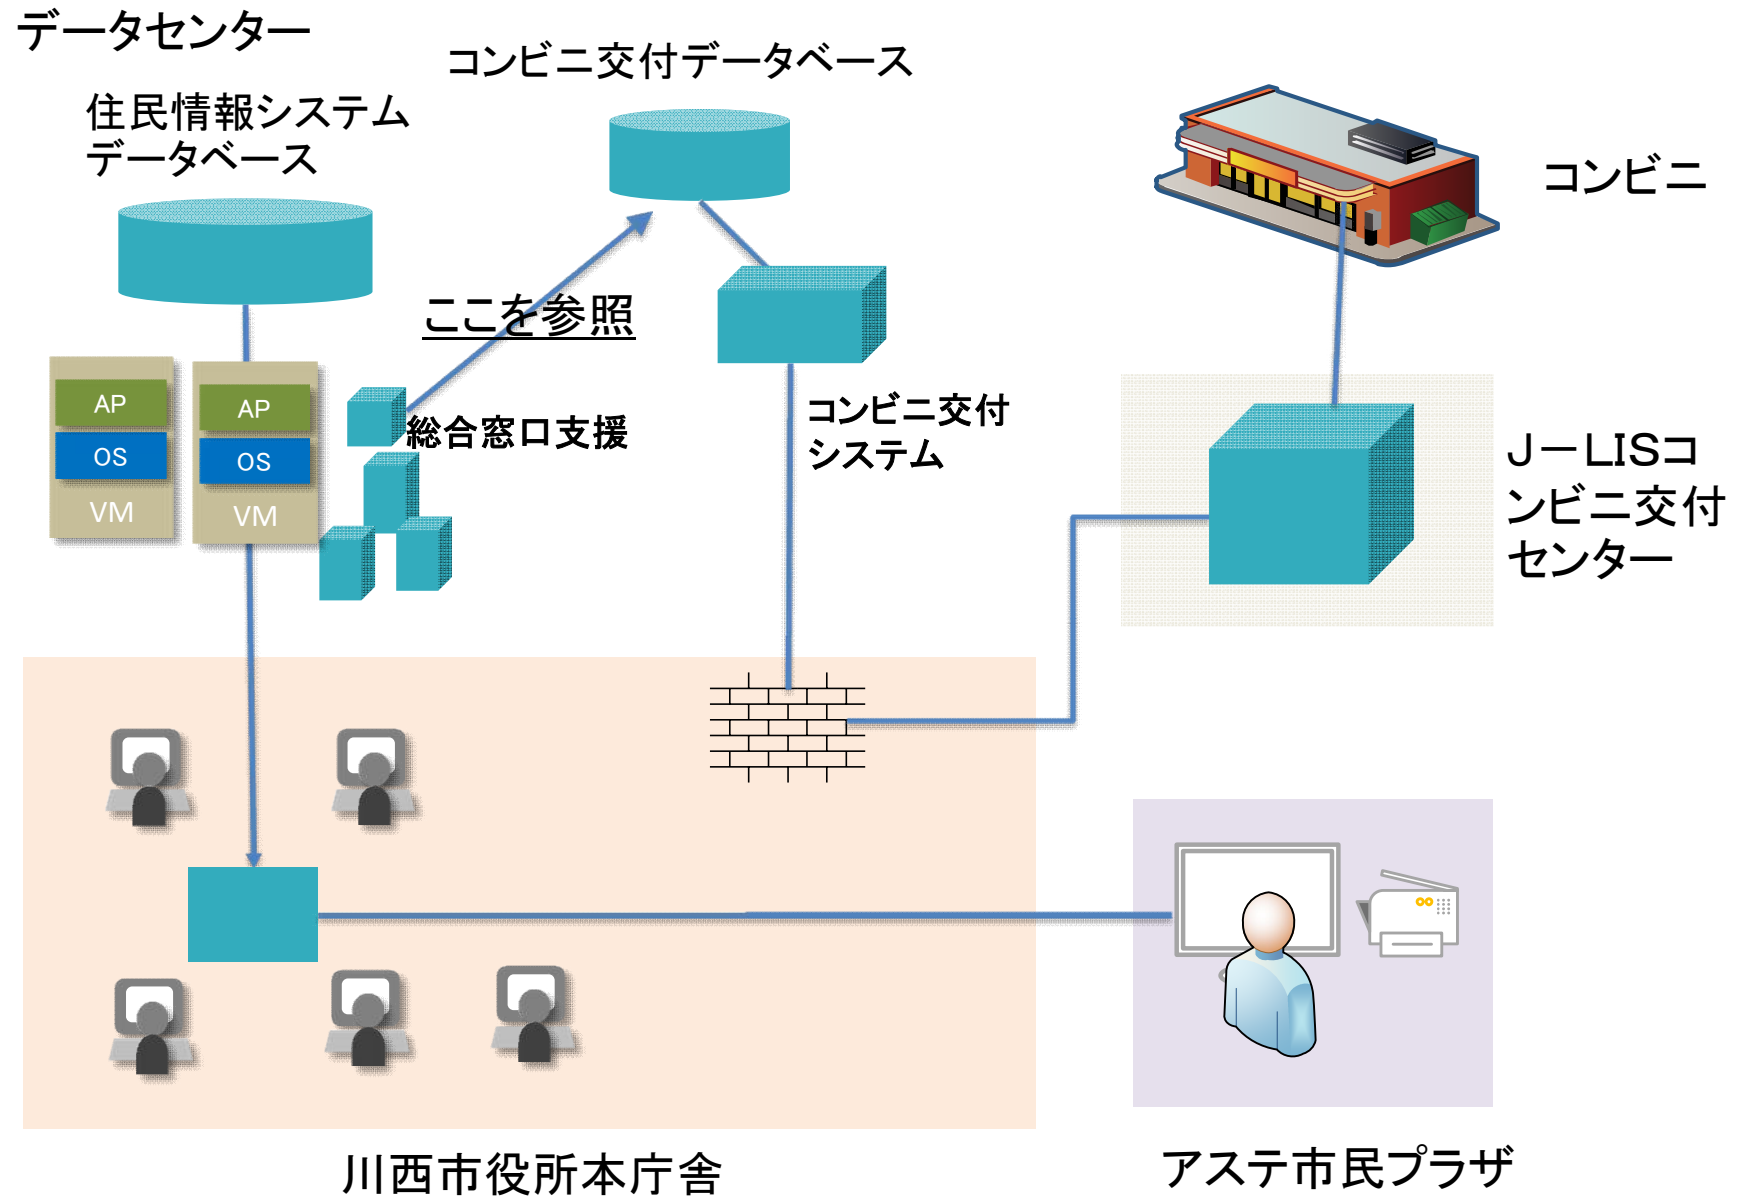 データセンター
コンビニ交付データベース
住民情報システム
データベース
コンビニ
ここを参照
AP
OS
VM
AP
OS
VM
総合窓口支援
コンビニ交付
システム
J－LISコ
ンビニ交付
センター
川西市役所本庁舎
アステ市民プラザ